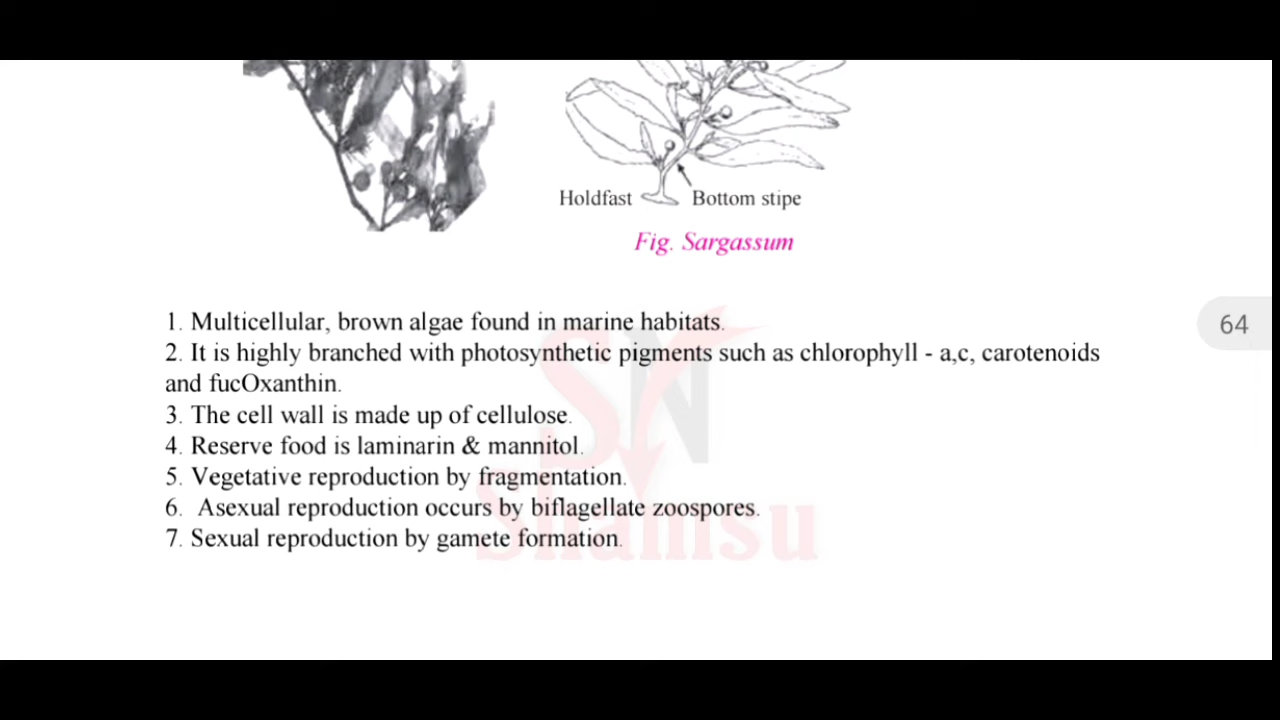 Holdfast Bottom stipe
Fig. Sargassum
1. Multicellular, brown algae found in marine habitats.
2. It is highly branched with photosynthetic pigments such as chlorophyll - a,c, carotenoids
and fucOxanthin.
3. The cell wall is made up of cellulose.
4. Reserve food is laminarin & mannitol.
5. Vegetative reproduction by fragmentation.
6. Asexual reproduction occurs by biflagellate zoospores.
7. Sexual reproduction by gamete formation.
64
SN
Shamsu